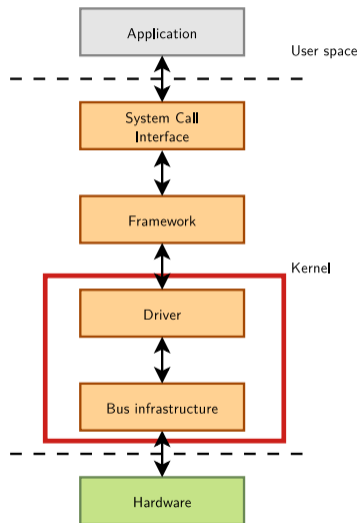 Application
User space
System Call
Interface
Framework
Kernel
Driver
Bus infrastructure
Hardware